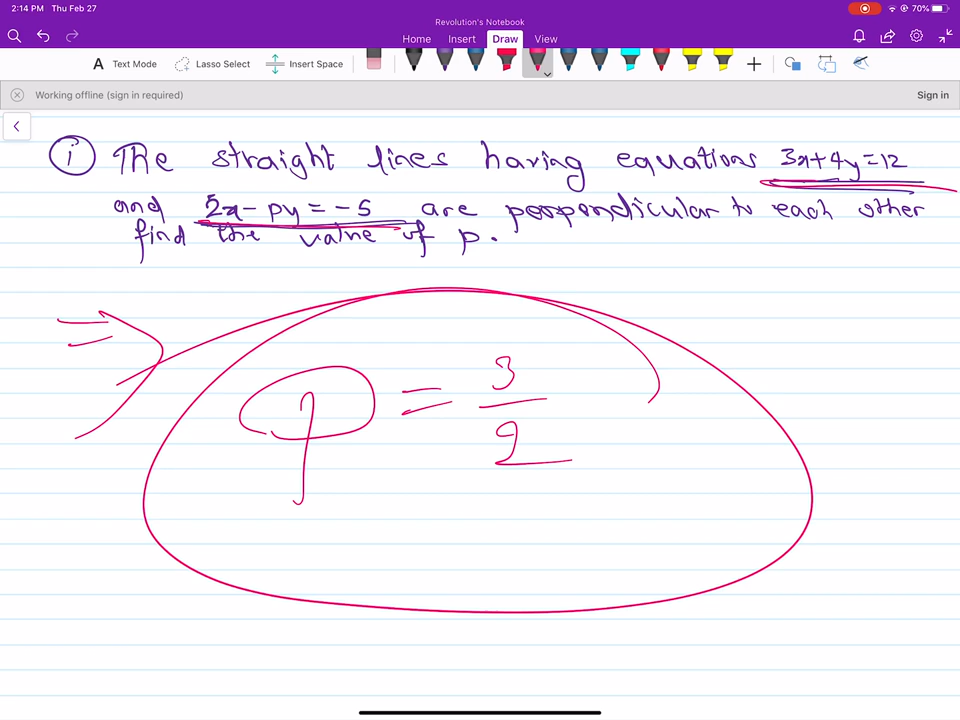 2:14 PM Thu Feb 27
70%
Revolution's Notebook
Home Insert Draw View
A Text Mode Lasso Select Insert Space
Working offline (sign in required) Sign in
i The straight lines having equations 3x+4y=12
and 2x-py=-5 are perpendicular to each other
find the value of p.
⇒
p = 3/2